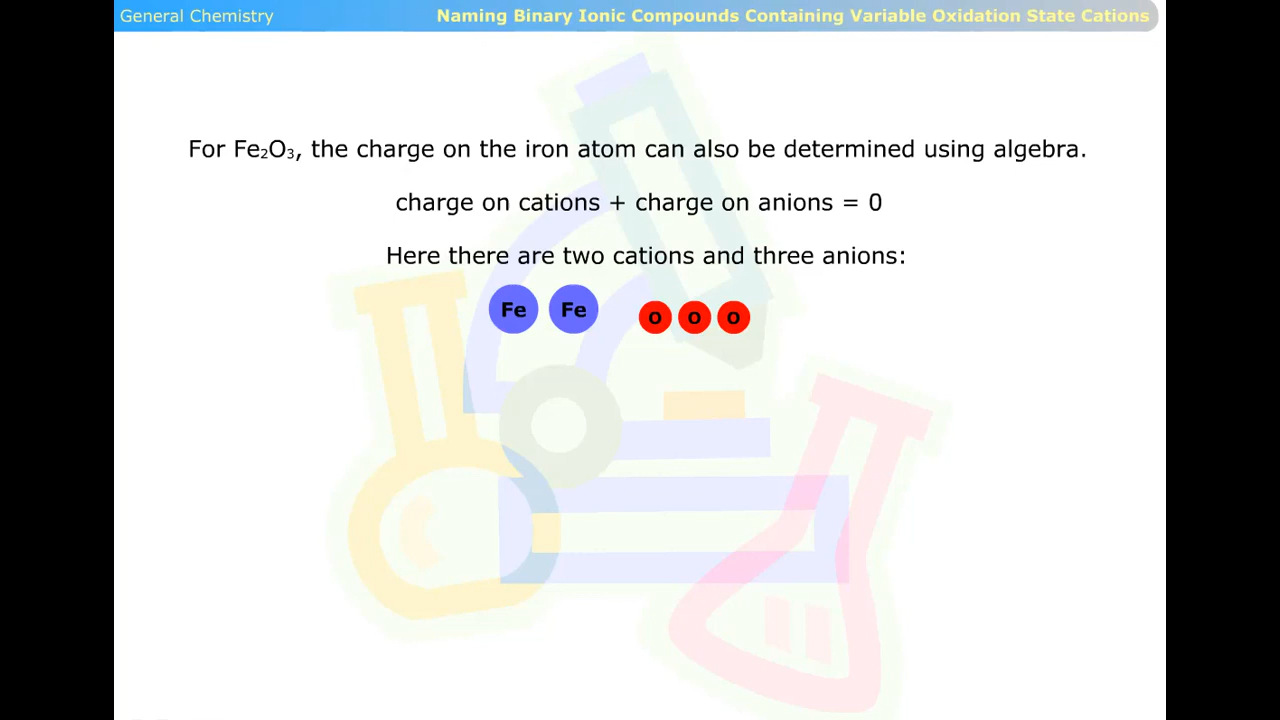 General Chemistry
Naming Binary Ionic Compounds Containing Variable Oxidation State Cations
For Fe₂O₃, the charge on the iron atom can also be determined using algebra.
charge on cations + charge on anions = 0
Here there are two cations and three anions:
Fe Fe O O O